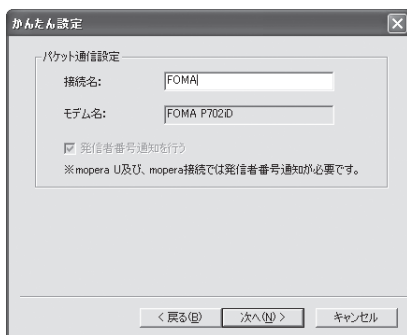 かんたん設定
パケット通信設定
接続名: FOMA
モデム名: FOMA P702iD
発信者番号通知を行う
※mopera U及び、mopera接続では発信者番号通知が必要です。
< 戻る(B) 次へ(N) > キャンセル